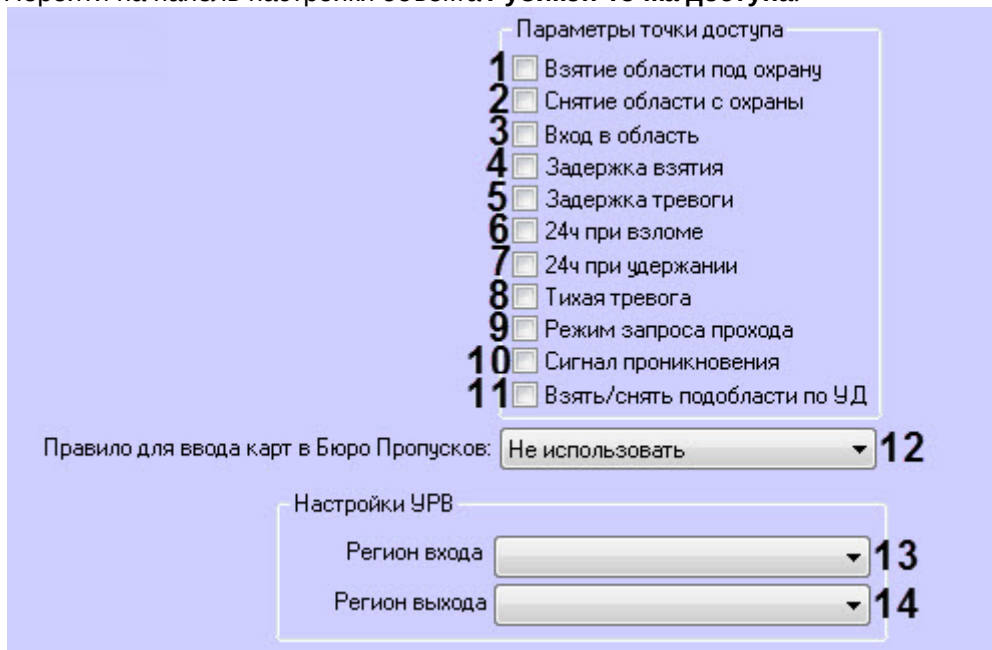 Параметры точки доступа
1 Взятие области под охрану
2 Снятие области с охраны
3 Вход в область
4 Задержка взятия
5 Задержка тревоги
6 24ч при взломе
7 24ч при удержании
8 Тихая тревога
9 Режим запроса прохода
10 Сигнал проникновения
11 Взять/снять подобласти по УД
Правило для ввода карт в Бюро Пропусков: Не использовать 12
Настройки УРВ
Регион входа 13
Регион выхода 14